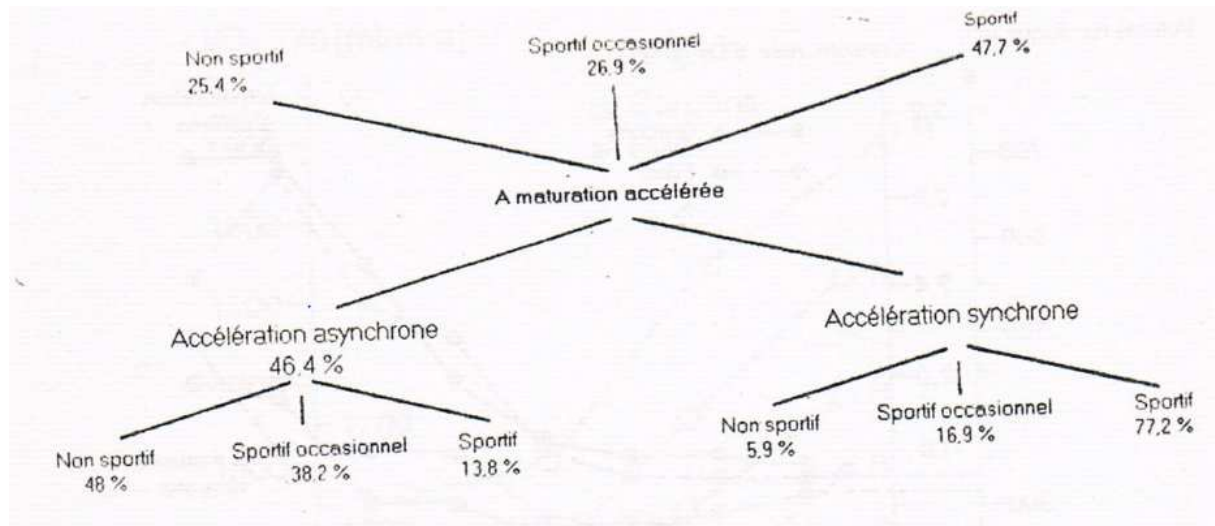 Non sportif
25.4 %
Sportif occasionnel
26.9 %
Sportif
47,7 %
A maturation accélérée
Accélération asynchrone
46.4 %
Accélération synchrone
Non sportif
48 %
Sportif occasionnel
38.2 %
Sportif
13.8 %
Non sportif
5.9 %
Sportif occasionnel
16.9 %
Sportif
77,2 %